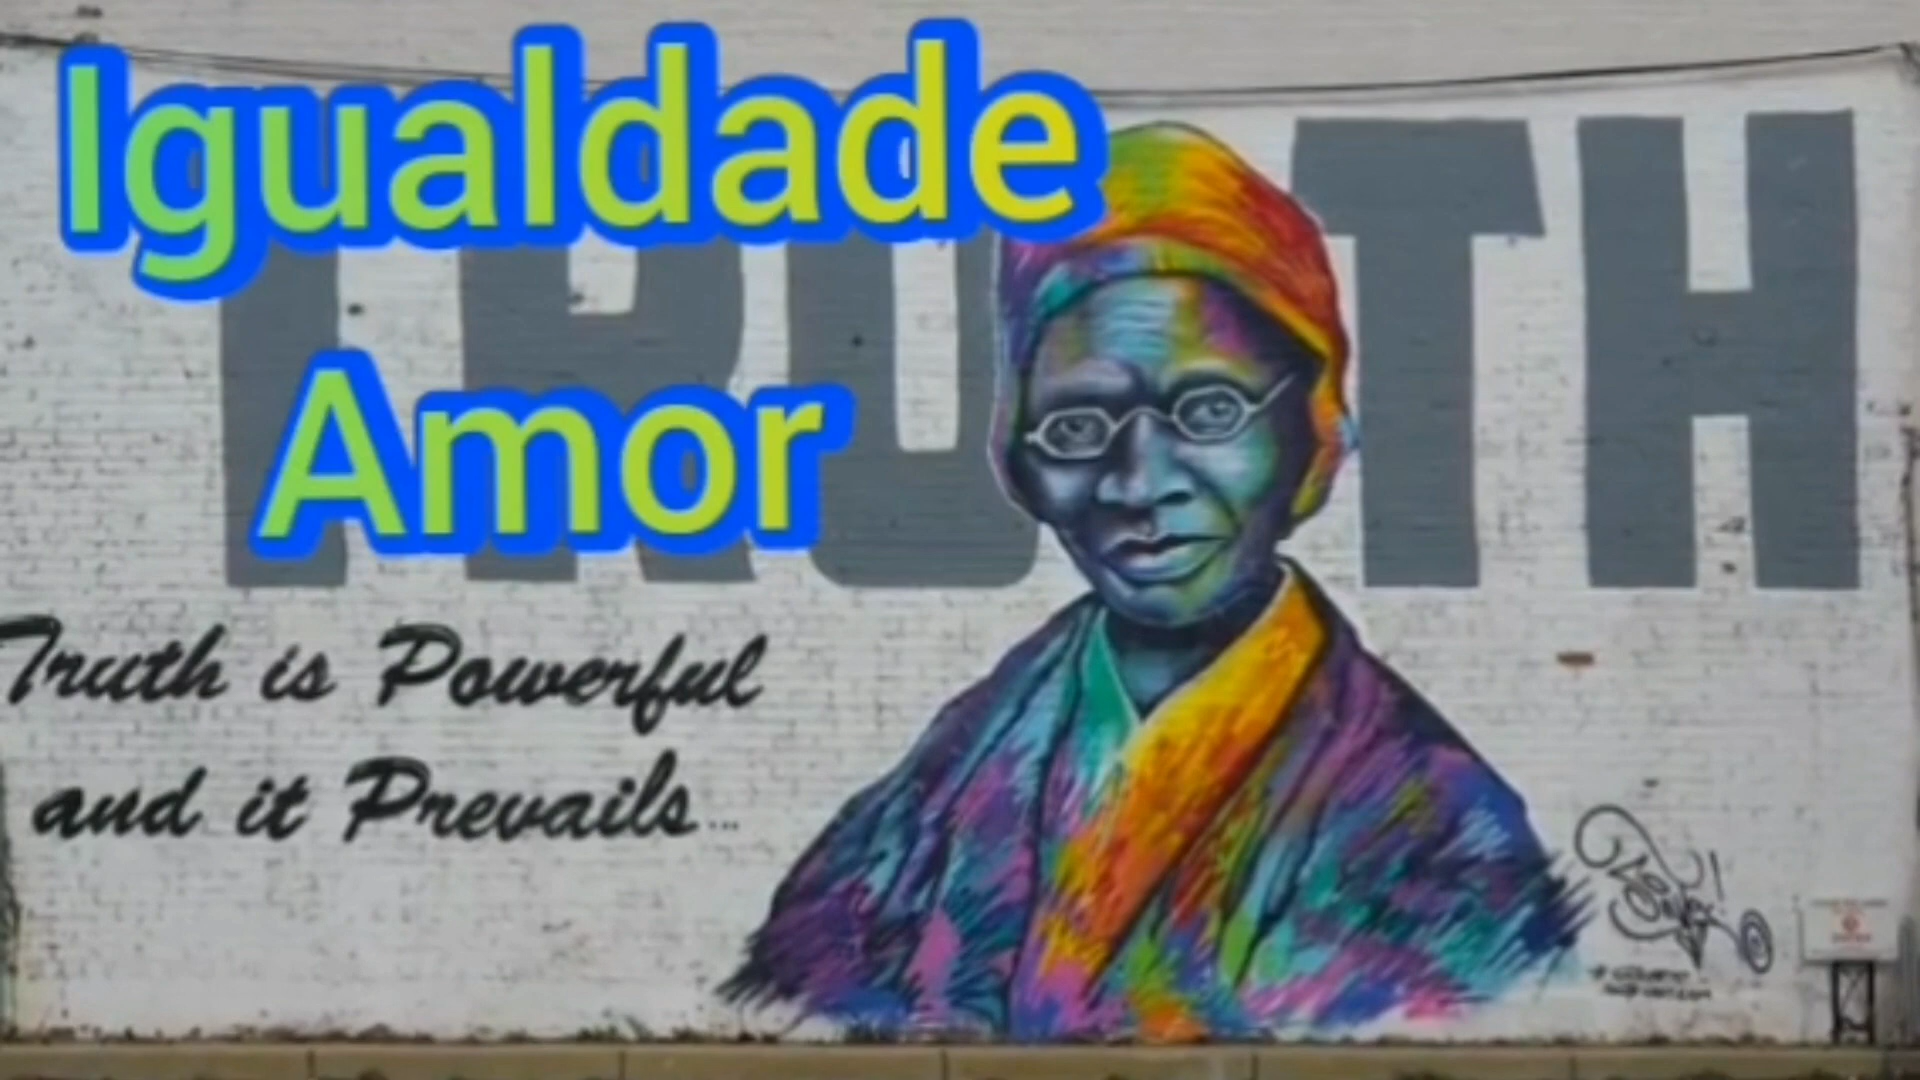 Igualdade
Amor
TRUTH
Truth is Powerful
and it Prevails...